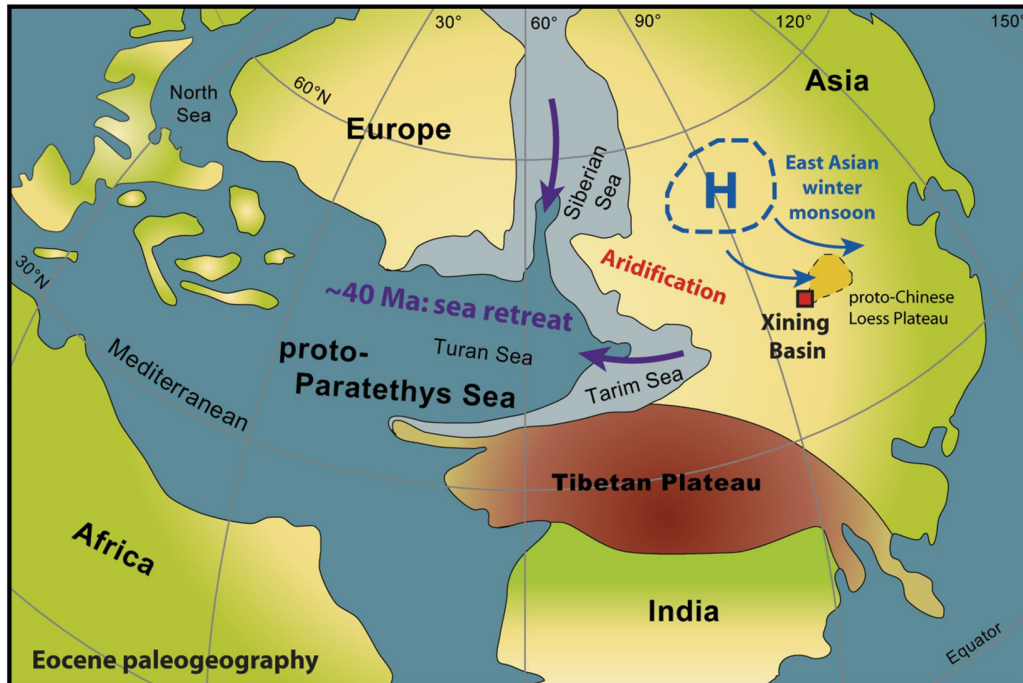 30°
60°
90°
120°
150°
North
Sea
60°N
Europe
Asia
Siberian
Sea
H
East Asian
winter
monsoon
30°N
Aridification
~40 Ma: sea retreat
proto-Chinese
Loess Plateau
Xining
Basin
Turan Sea
proto-
Paratethys Sea
Mediterranean
Tarim Sea
Tibetan Plateau
Africa
India
Equator
Eocene paleogeography